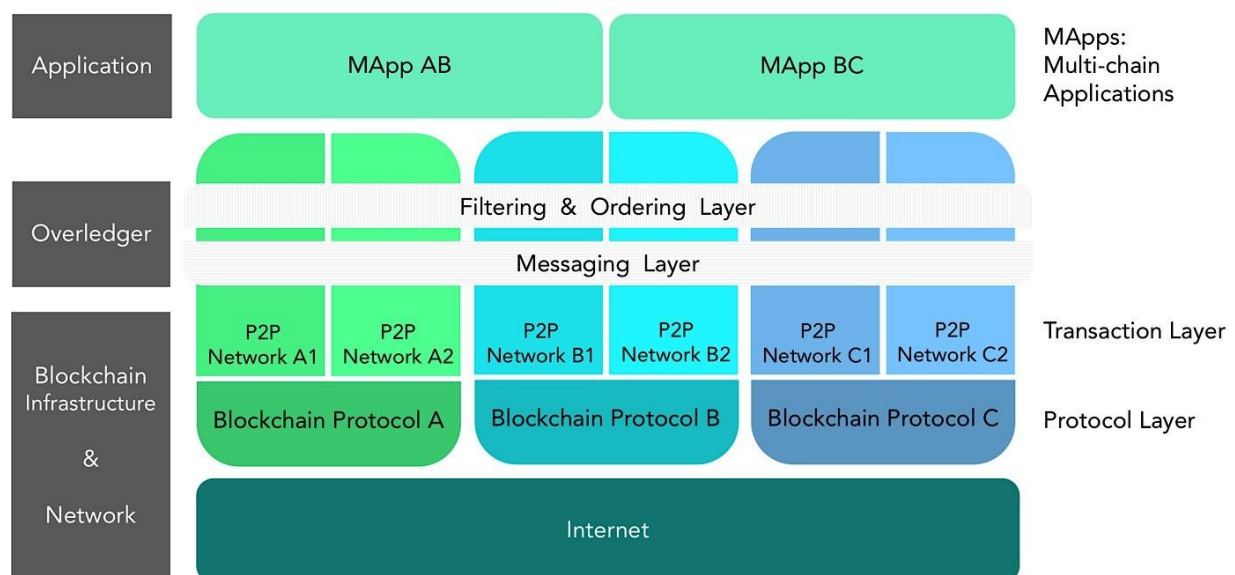 Application
MApp AB
MApp BC
MApps:
Multi-chain
Applications
Overledger
Filtering & Ordering Layer
Messaging Layer
Blockchain
Infrastructure
&
Network
P2P
Network A1
P2P
Network A2
P2P
Network B1
P2P
Network B2
P2P
Network C1
P2P
Network C2
Transaction Layer
Blockchain Protocol A
Blockchain Protocol B
Blockchain Protocol C
Protocol Layer
Internet